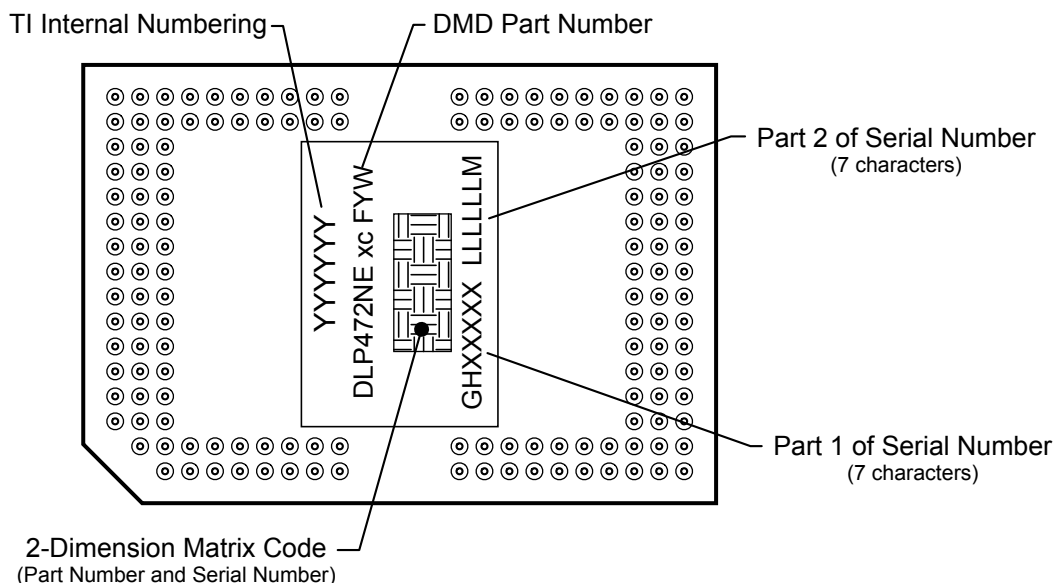 TI Internal Numbering
DMD Part Number
Part 2 of Serial Number
(7 characters)
YYYYYYY
DLP472NE xc FYW
GHXXXXX LLLLLLM
Part 1 of Serial Number
(7 characters)
2-Dimension Matrix Code
(Part Number and Serial Number)